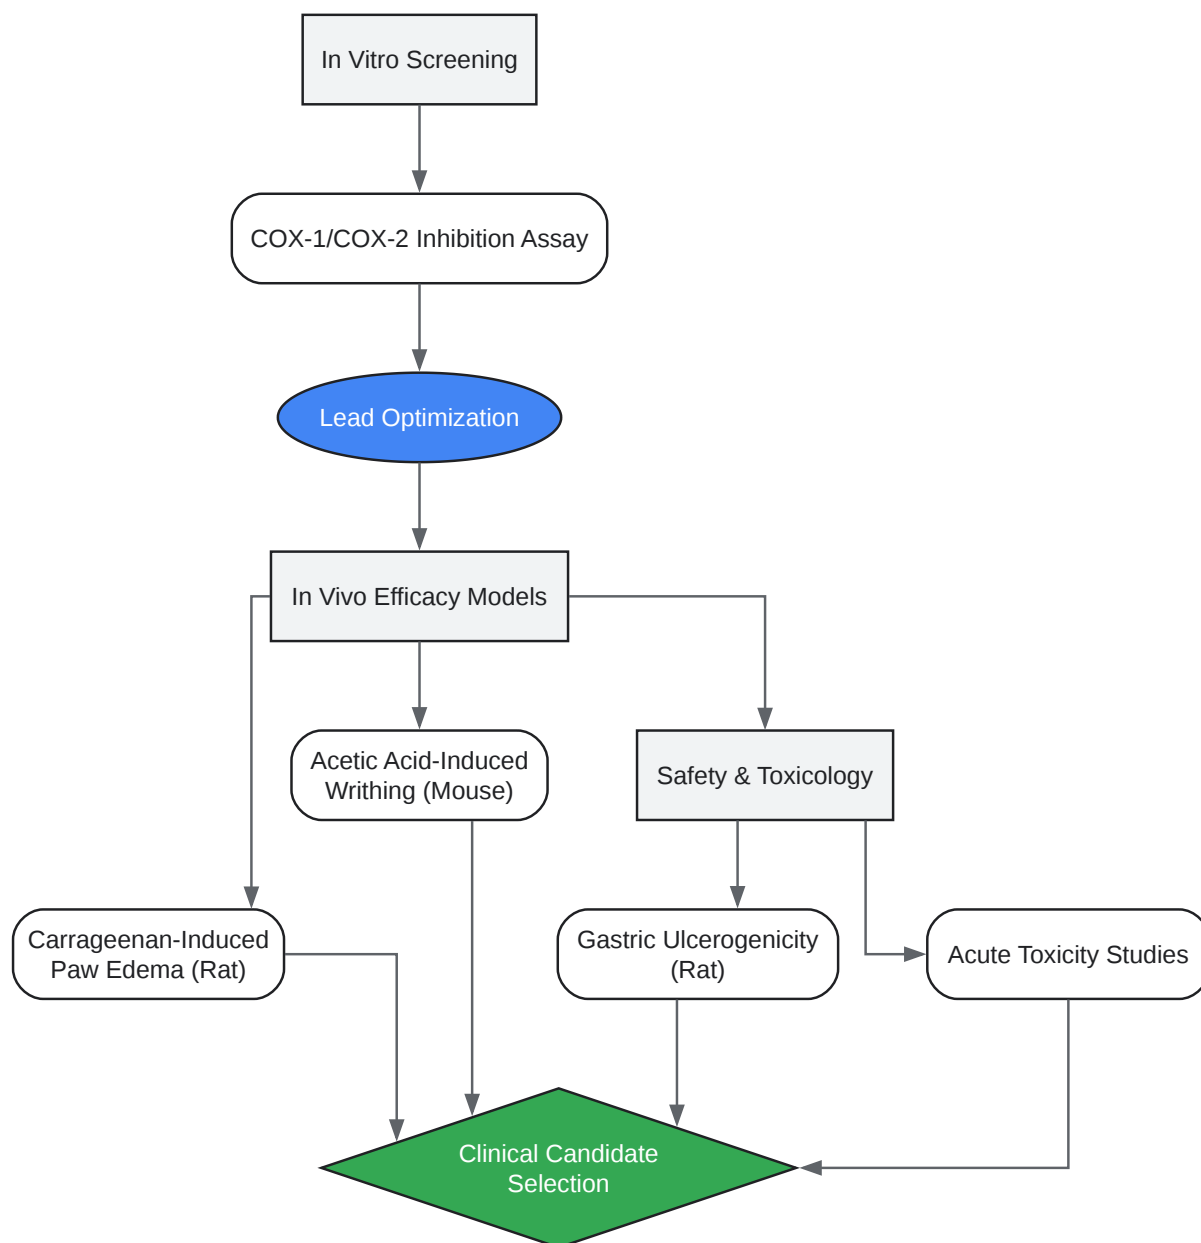 In Vitro Screening
COX-1/COX-2 Inhibition Assay
Lead Optimization
In Vivo Efficacy Models
Acetic Acid-Induced
Writhing (Mouse)
Safety & Toxicology
Carrageenan-Induced
Paw Edema (Rat)
Gastric Ulcerogenicity
(Rat)
Acute Toxicity Studies
Clinical Candidate
Selection